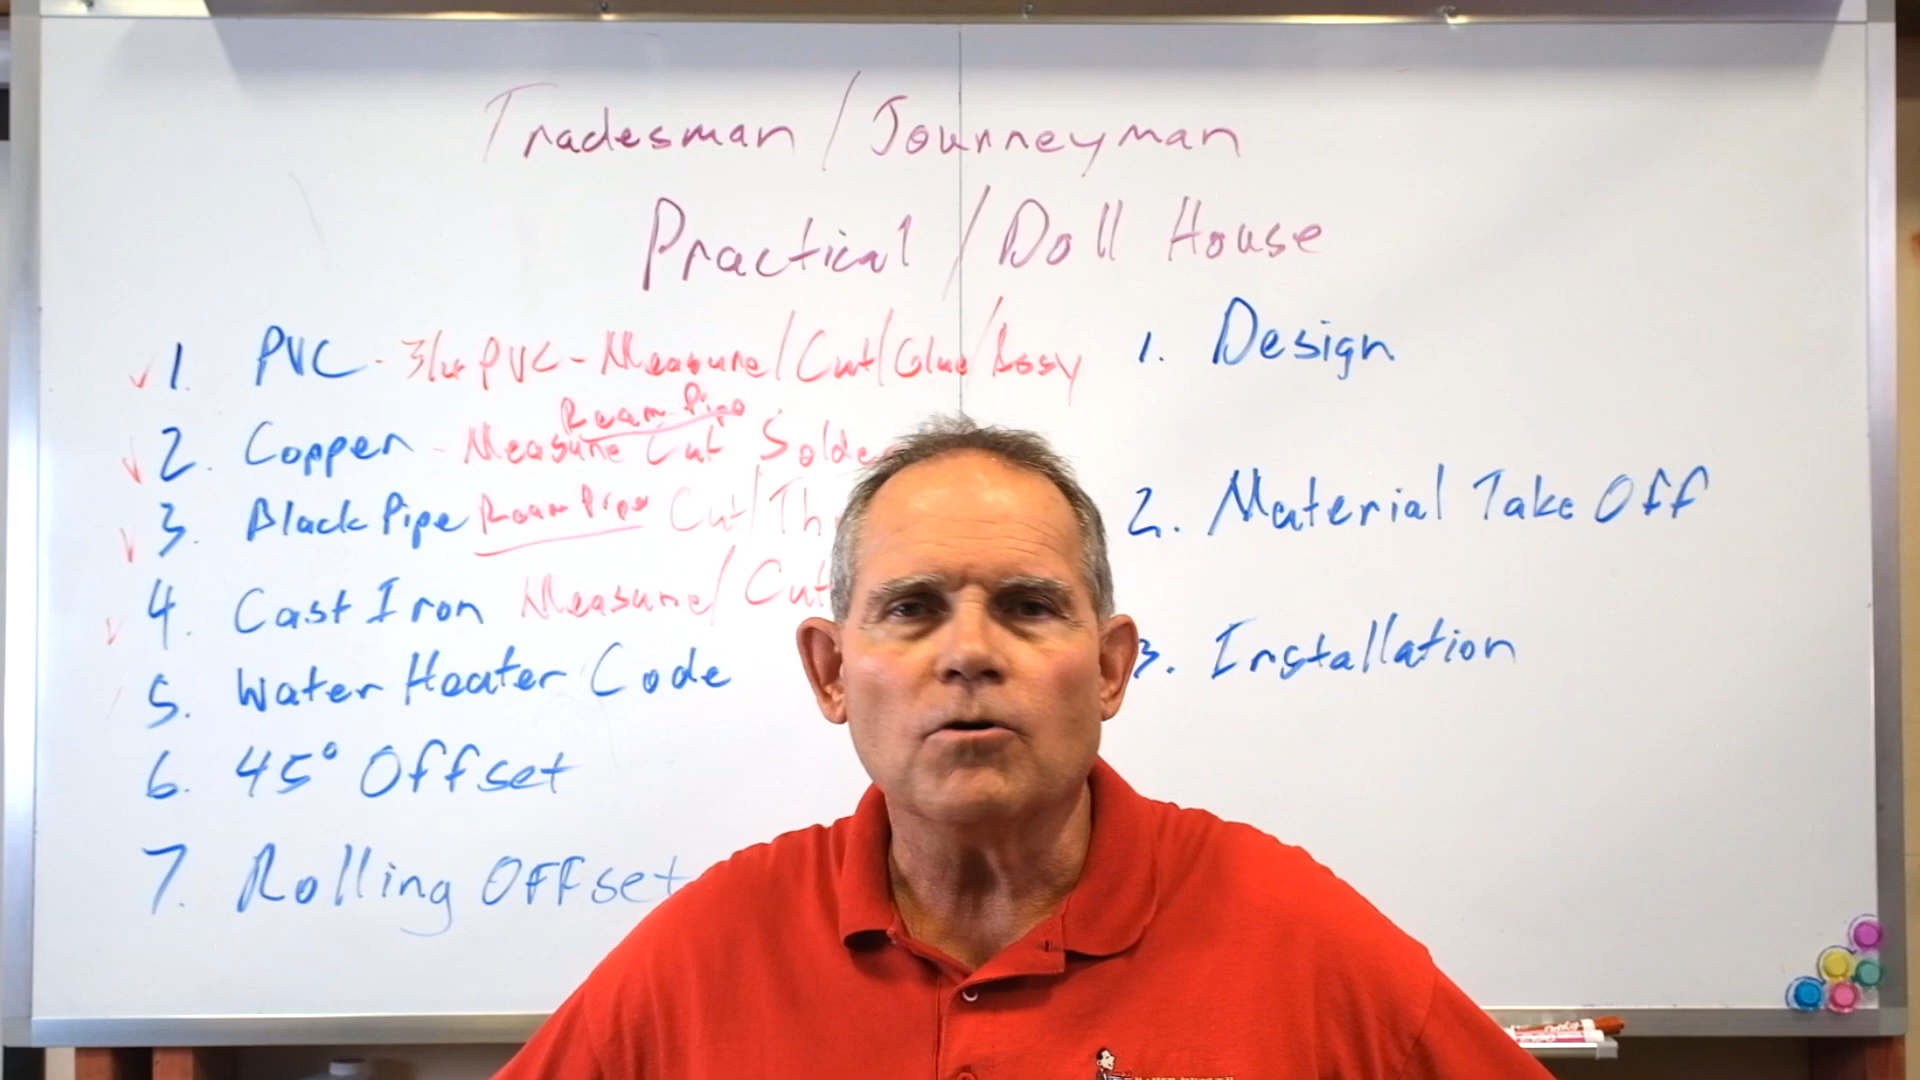 Tradesman / Journeyman
Practical / Doll House
1. PVC - 3/4 PVC - Measure / Cut / Glue / Assy
Ream Pipe
2. Copper - Measure Cut Solde
3. Black Pipe Ream Pipe Cut / Th
4. Cast Iron Measure / Cut
5. Water Heater Code
6. 45° Offset
7. Rolling Offset
1. Design
2. Material Take Off
3. Installation